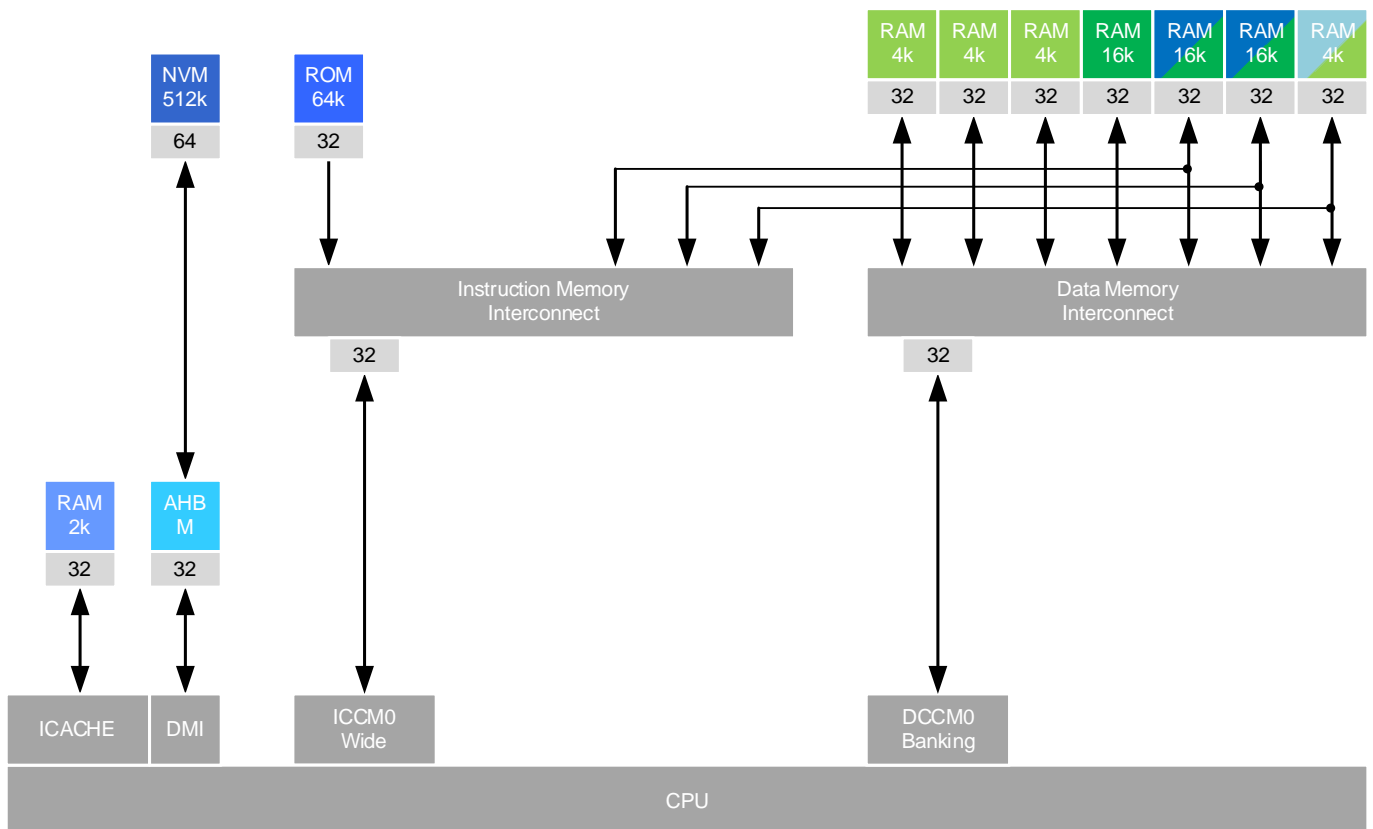 RAM
4k
RAM
4k
RAM
4k
RAM
16k
RAM
16k
RAM
16k
RAM
4k
32
32
32
32
32
32
32
NVM
512k
64
ROM
64k
32
Instruction Memory
Interconnect
32
Data Memory
Interconnect
32
RAM
2k
32
AHB
M
32
ICACHE
DMI
ICCM0
Wide
DCCM0
Banking
CPU